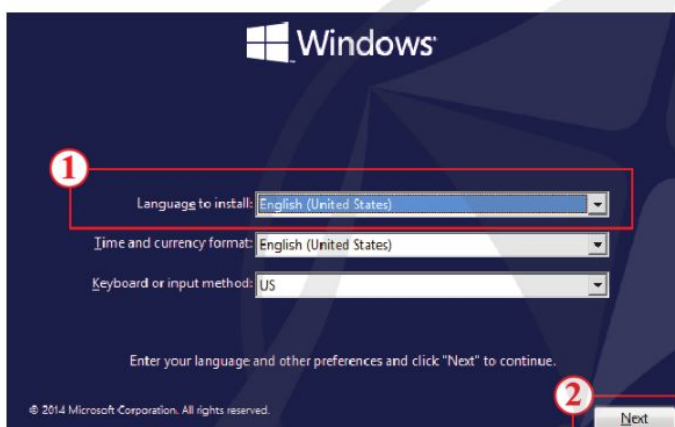 Windows
1
Language to install: English (United States)
Time and currency format: English (United States)
Keyboard or input method: US
Enter your language and other preferences and click "Next" to continue.
2
© 2014 Microsoft Corporation. All rights reserved.
Next